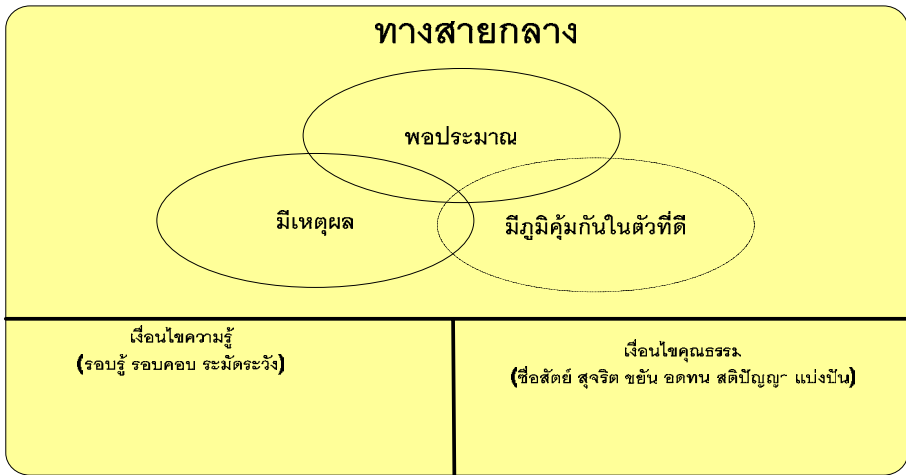 ทางสายกลาง
พอประมาณ
มีเหตุผล
มีภูมิคุ้มกันในตัวที่ดี
เงื่อนไขความรู้
(รอบรู้ รอบคอบ ระมัดระวัง)
เงื่อนไขคุณธรรม
(ซื่อสัตย์ สุจริต ขยัน อดทน สติปัญญา แบ่งปัน)